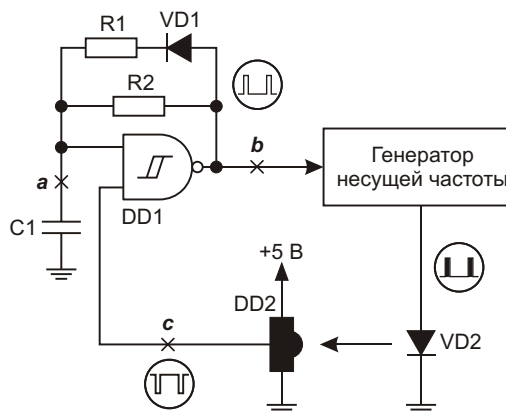 R1
VD1
R2
b
a
DD1
C1
Генератор
несущей частоты
+5 В
DD2
c
VD2